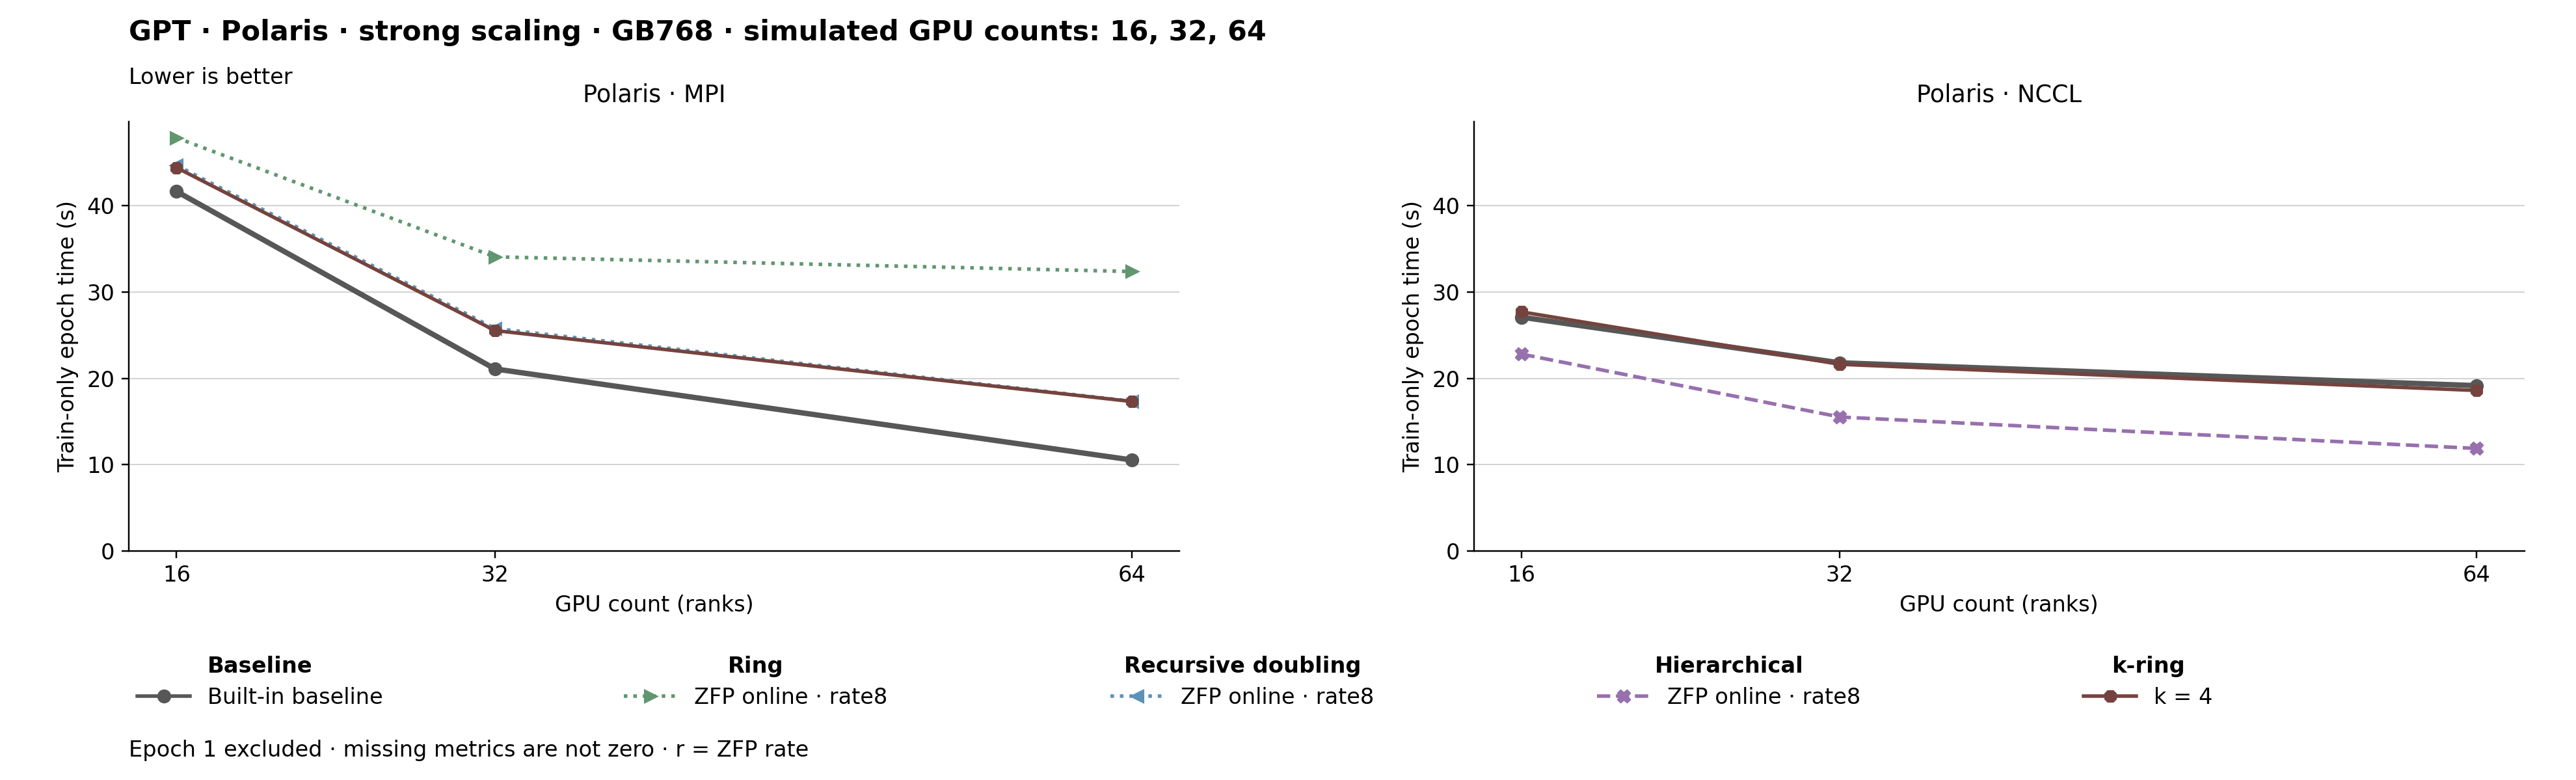 GPT · Polaris · strong scaling · GB768 · simulated GPU counts: 16, 32, 64
Lower is better
Polaris · MPI
Train-only epoch time (s)
40
30
20
10
0
16
32
64
GPU count (ranks)
Polaris · NCCL
Train-only epoch time (s)
40
30
20
10
0
16
32
64
GPU count (ranks)
Baseline
Built-in baseline
Ring
ZFP online · rate8
Recursive doubling
ZFP online · rate8
Hierarchical
ZFP online · rate8
k-ring
k = 4
Epoch 1 excluded · missing metrics are not zero · r = ZFP rate